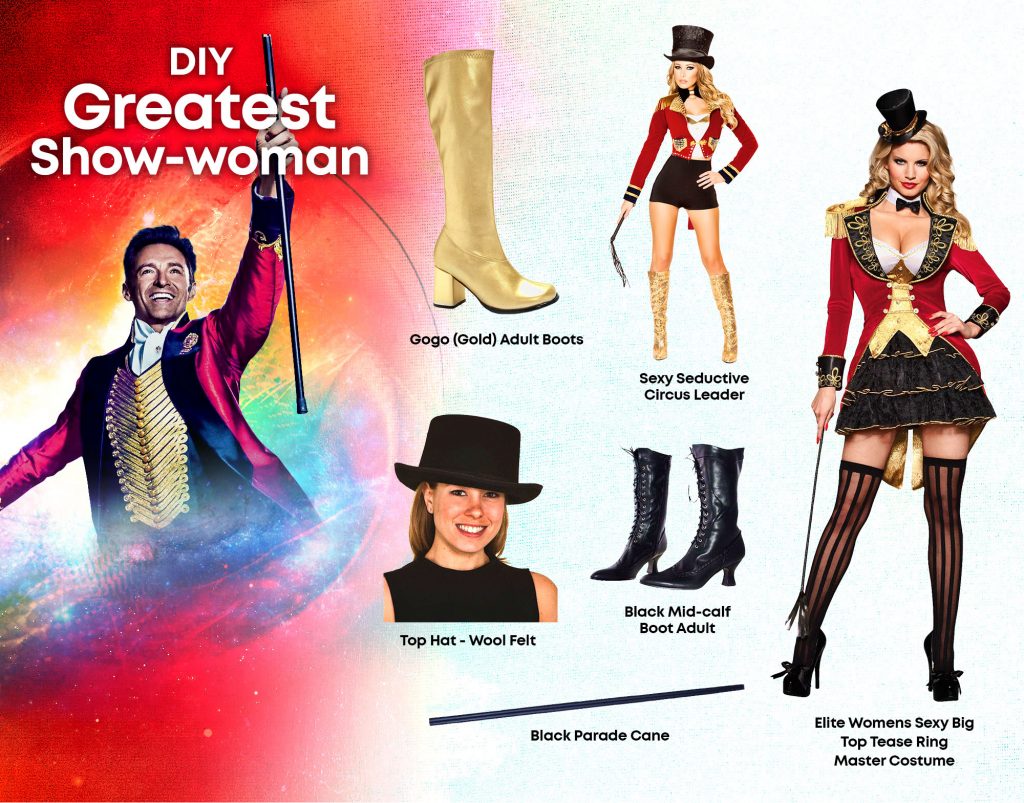 DIY
Greatest
Show-woman
Gogo (Gold) Adult Boots
Sexy Seductive
Circus Leader
Top Hat - Wool Felt
Black Mid-calf
Boot Adult
Black Parade Cane
Elite Womens Sexy Big
Top Tease Ring
Master Costume